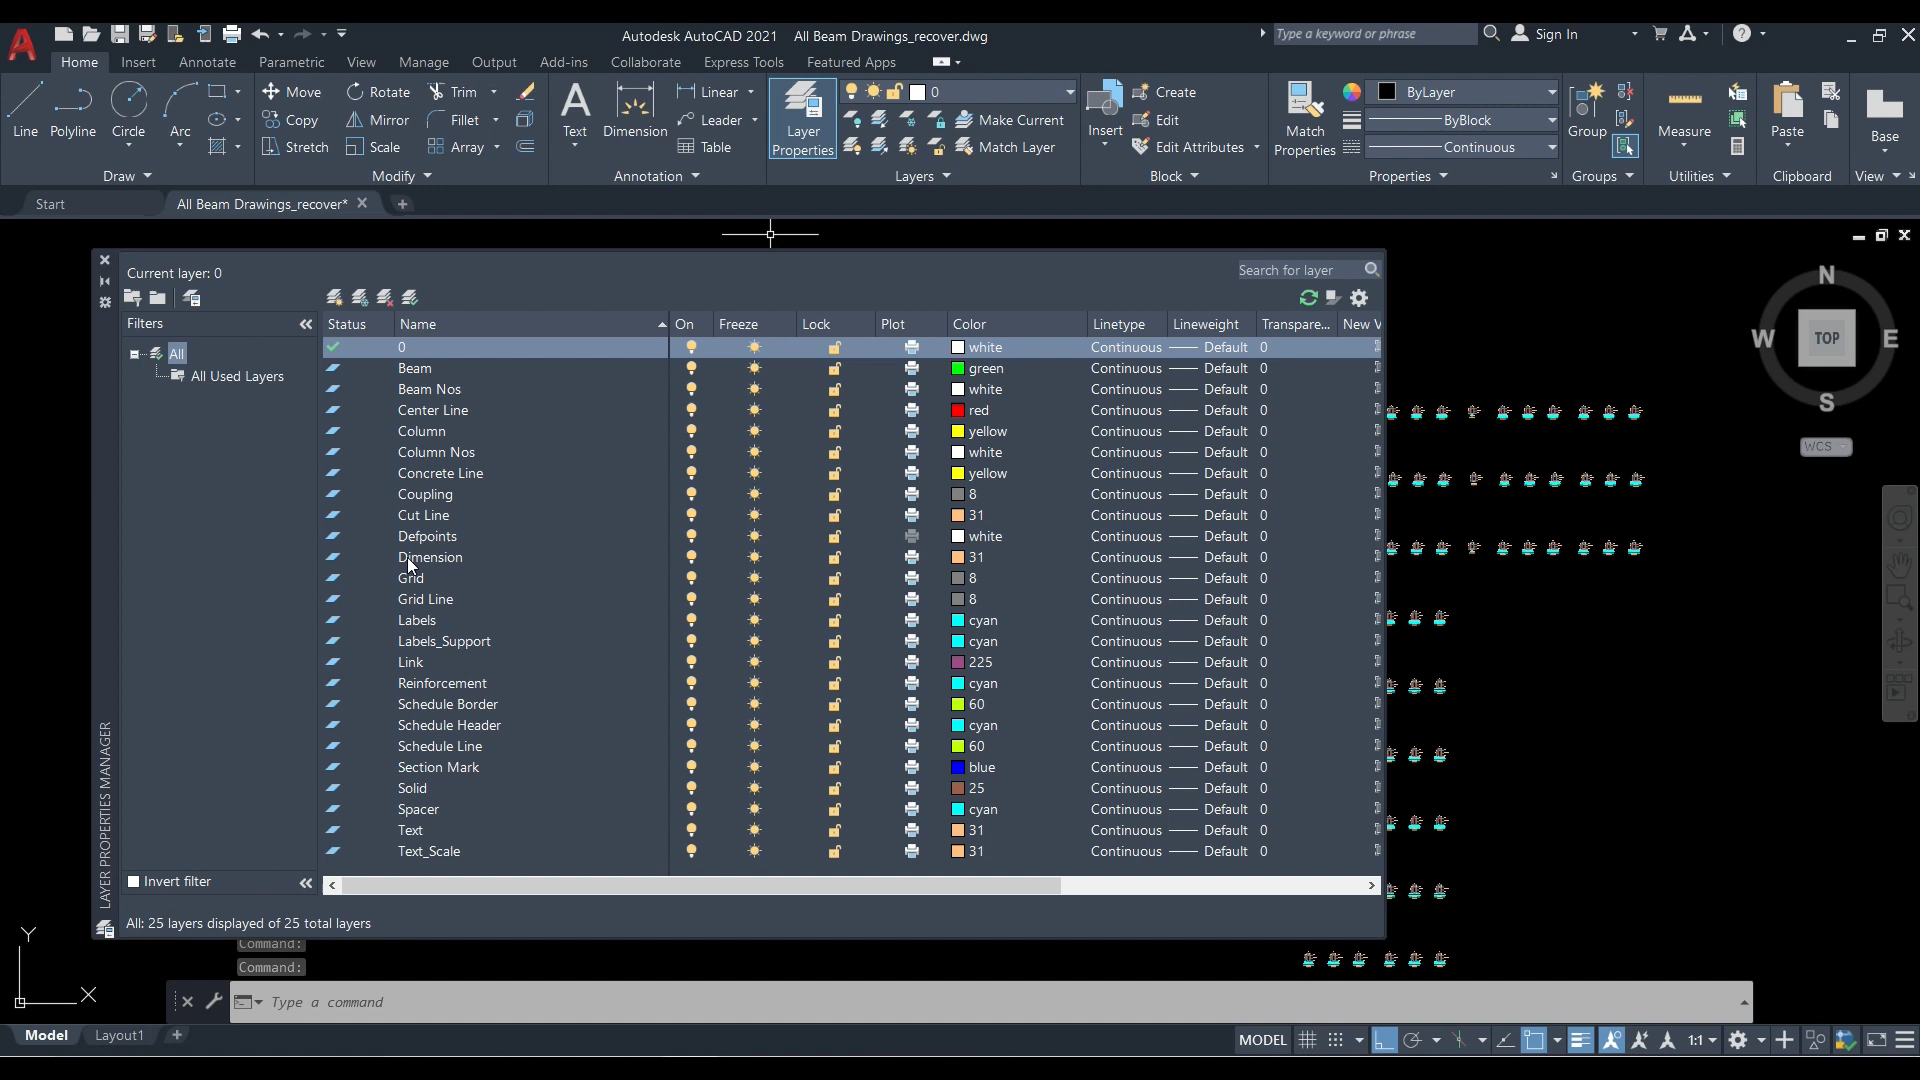 Autodesk AutoCAD 2021 All Beam Drawings_recover.dwg
Type a keyword or phrase
Sign In
Home Insert Annotate Parametric View Manage Output Add-ins Collaborate Express Tools Featured Apps
Line Polyline Circle Arc
Move Rotate Trim
Copy Mirror Fillet
Stretch Scale Array
Text Dimension
Linear
Leader
Table
Layer Properties
0
Make Current
Match Layer
Insert
Create
Edit
Edit Attributes
Match Properties
ByLayer
ByBlock
Continuous
Group
Measure
Paste
Base
Draw Modify Annotation Layers Block Properties Groups Utilities Clipboard View
Start All Beam Drawings_recover*
Current layer: 0
Search for layer
Filters
All
All Used Layers
Invert filter
Status Name On Freeze Lock Plot Color Linetype Lineweight Transpare... New V
0 white Continuous Default 0
Beam green Continuous Default 0
Beam Nos white Continuous Default 0
Center Line red Continuous Default 0
Column yellow Continuous Default 0
Column Nos white Continuous Default 0
Concrete Line yellow Continuous Default 0
Coupling 8 Continuous Default 0
Cut Line 31 Continuous Default 0
Defpoints white Continuous Default 0
Dimension 31 Continuous Default 0
Grid 8 Continuous Default 0
Grid Line 8 Continuous Default 0
Labels cyan Continuous Default 0
Labels_Support cyan Continuous Default 0
Link 225 Continuous Default 0
Reinforcement cyan Continuous Default 0
Schedule Border 60 Continuous Default 0
Schedule Header cyan Continuous Default 0
Schedule Line 60 Continuous Default 0
Section Mark blue Continuous Default 0
Solid 25 Continuous Default 0
Spacer cyan Continuous Default 0
Text 31 Continuous Default 0
Text_Scale 31 Continuous Default 0
All: 25 layers displayed of 25 total layers
LAYER PROPERTIES MANAGER
N
W TOP E
S
WCS
Y
X
Command:
Command:
Type a command
Model Layout1
MODEL 1:1